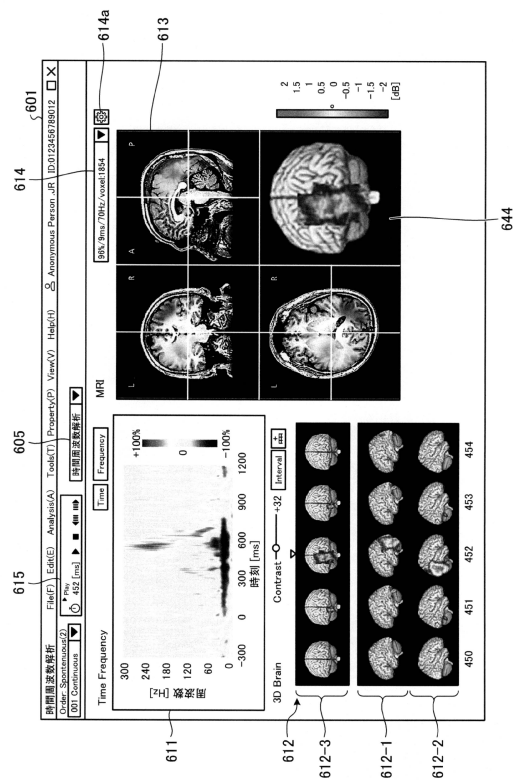 601
時間周波数解析
File(F) Edit(E) Analysis(A) Tools(T) Property(P) View(V) Help(H)
Anonymous Person .JR
ID:0123456789012
615
605
614
614a
Order: Spontenuous(2)
001 Continuous
Play
452 [ms]
時間周波数解析
Time Frequency
Time
Frequency
周波数 [Hz]
300
240
180
120
60
0
-300
0
300
600
900
1200
時刻 [ms]
+100%
0
-100%
611
MRI
96%/9ms/70Hz/voxel:1854
613
L
R
A
P
L
R
2
1.5
1
0.5
0
-0.5
-1
-1.5
-2
[dB]
644
3D Brain
Contrast
+32
Interval
612
612-3
612-1
612-2
450
451
452
453
454